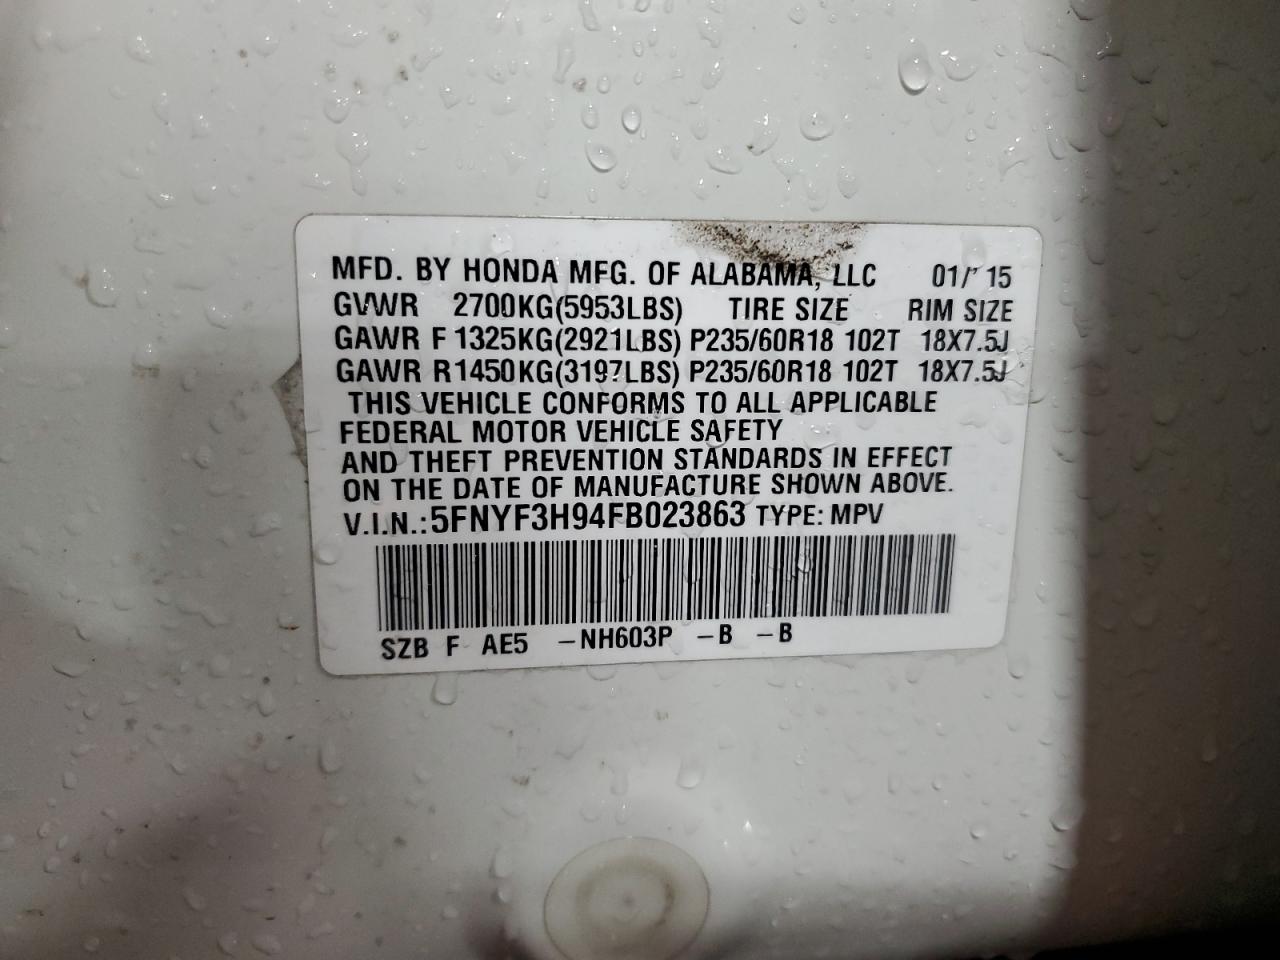 MFD. BY HONDA MFG. OF ALABAMA, LLC 01/'15
GVWR 2700KG(5953LBS) TIRE SIZE RIM SIZE
GAWR F 1325KG(2921LBS) P235/60R18 102T 18X7.5J
GAWR R 1450KG(3197LBS) P235/60R18 102T 18X7.5J
THIS VEHICLE CONFORMS TO ALL APPLICABLE
FEDERAL MOTOR VEHICLE SAFETY
AND THEFT PREVENTION STANDARDS IN EFFECT
ON THE DATE OF MANUFACTURE SHOWN ABOVE.
V.I.N.: 5FNYF3H94FB023863 TYPE: MPV
SZB F AE5 -NH603P -B -B